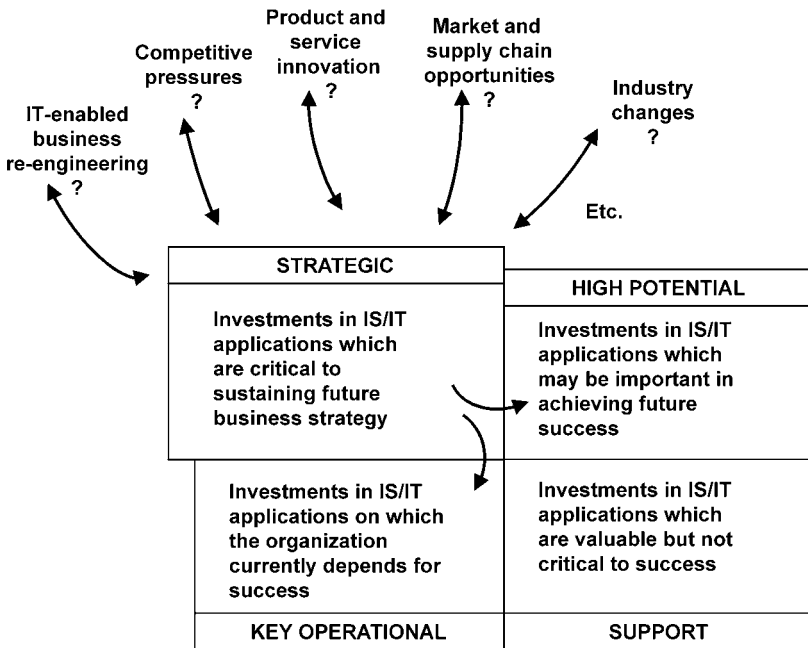 Product and
service
innovation
?
Market and
supply chain
opportunities
?
Competitive
pressures
?
Industry
changes
?
IT-enabled
business
re-engineering
?
Etc.
STRATEGIC
HIGH POTENTIAL
Investments in IS/IT
applications which
are critical to
sustaining future
business strategy
Investments in IS/IT
applications which
may be important in
achieving future
success
Investments in IS/IT
applications on which
the organization
currently depends for
success
Investments in IS/IT
applications which
are valuable but not
critical to success
KEY OPERATIONAL
SUPPORT